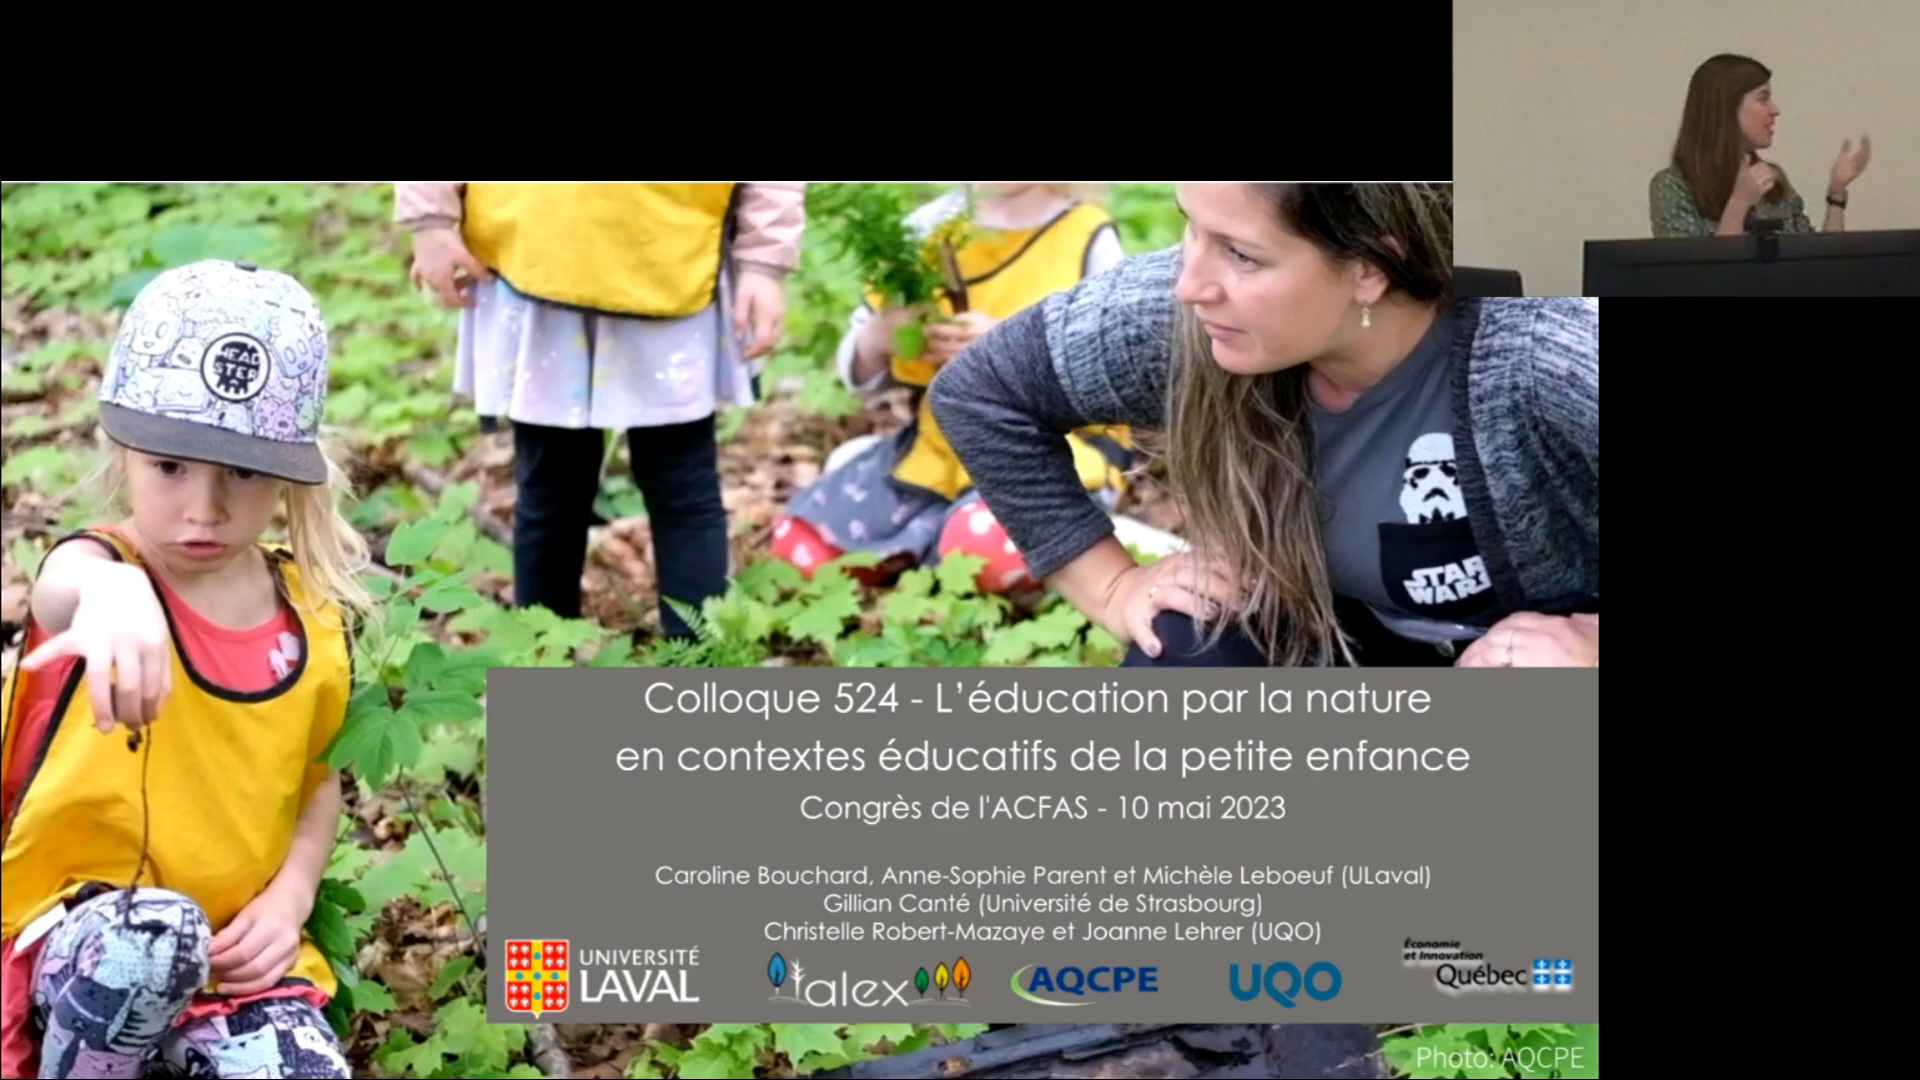 HEAD
STER
STAR
WARS
Colloque 524 - L'éducation par la nature
en contextes éducatifs de la petite enfance
Congrès de l'ACFAS - 10 mai 2023
Caroline Bouchard, Anne-Sophie Parent et Michèle Leboeuf (ULaval)
Gillian Canté (Université de Strasbourg)
Christelle Robert-Mazaye et Joanne Lehrer (UQO)
UNIVERSITÉ
LAVAL
alex
AQCPE
UQO
Économie
et Innovation
Québec
Photo: AQCPE